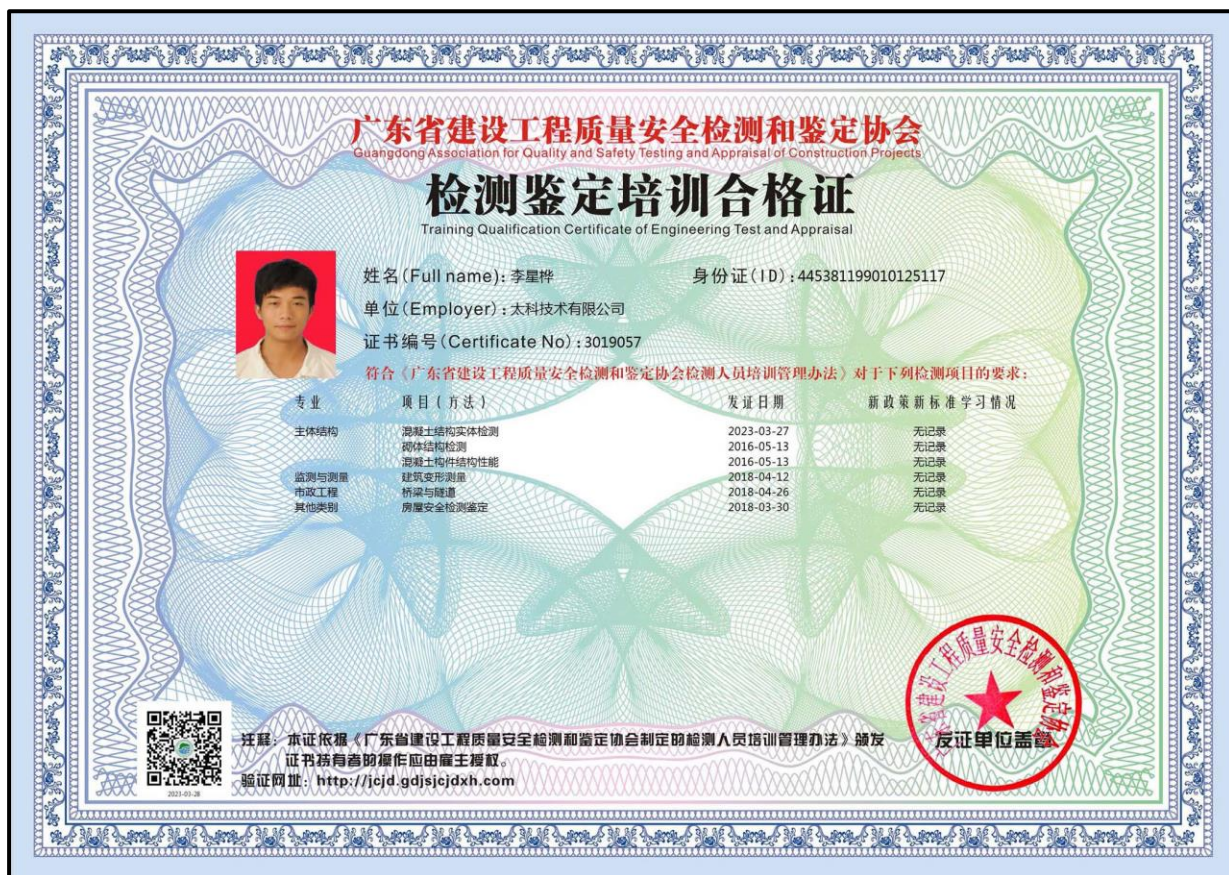 广东省建设工程质量安全检测和鉴定协会
Guangdong Association for Quality and Safety Testing and Appraisal of Construction Projects
检测鉴定培训合格证
Training Qualification Certificate of Engineering Test and Appraisal
姓名(Full name)：李星桦 身份证(ID)：445381199010125117
单位(Employer)：太科技术有限公司
证书编号(Certificate No)：3019057
符合《广东省建设工程质量安全检测和鉴定协会检测人员培训管理办法》对于下列检测项目的要求：
专业 项目(方法) 发证日期 新政策新标准学习情况
主体结构 混凝土结构实体检测 2023-03-27 无记录
砌体结构检测 2016-05-13 无记录
混凝土构件结构性能 2016-05-13 无记录
监测与测量 建筑变形测量 2018-04-12 无记录
市政工程 桥梁与隧道 2018-04-26 无记录
其他类别 房屋安全检测鉴定 2018-03-30 无记录
广东省建设工程质量安全检测和鉴定协会
发证单位盖章
注释：本证依据《广东省建设工程质量安全检测和鉴定协会制定的检测人员培训管理办法》颁发
证书持有者的操作应由雇主授权。
验证网址：http://jcjd.gdjsjcjdxh.com
2023-03-28